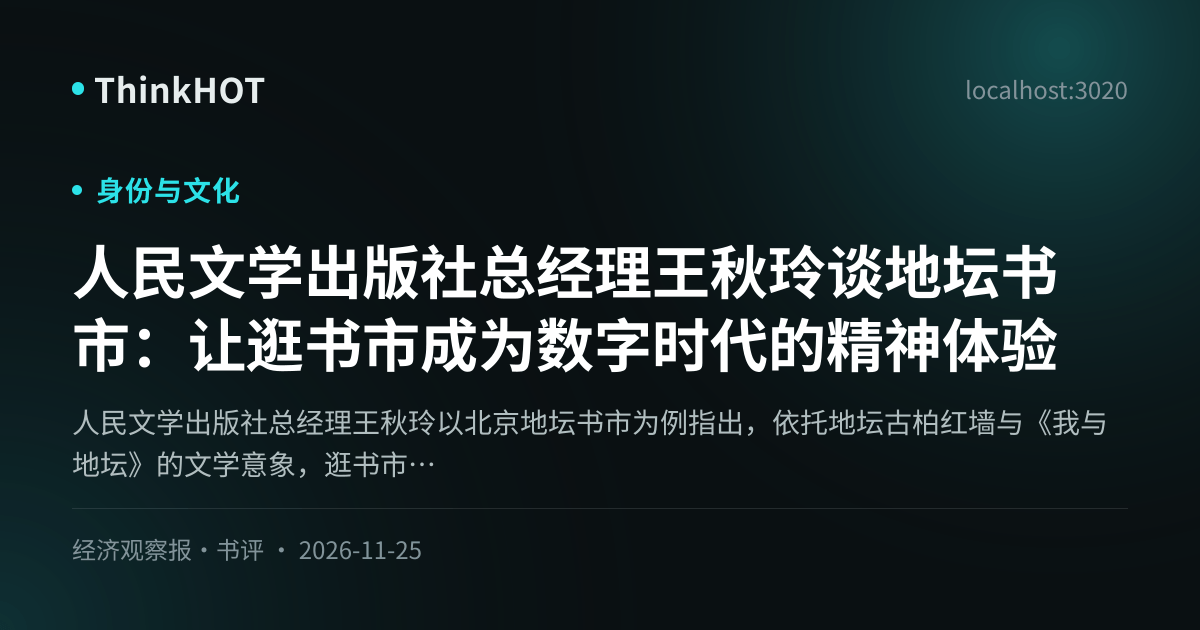 ThinkHOT
localhost:3020
身份与文化
人民文学出版社总经理王秋玲谈地坛书
市：让逛书市成为数字时代的精神体验
人民文学出版社总经理王秋玲以北京地坛书市为例指出，依托地坛古柏红墙与《我与
地坛》的文学意象，逛书市…
经济观察报・书评 · 2026-11-25